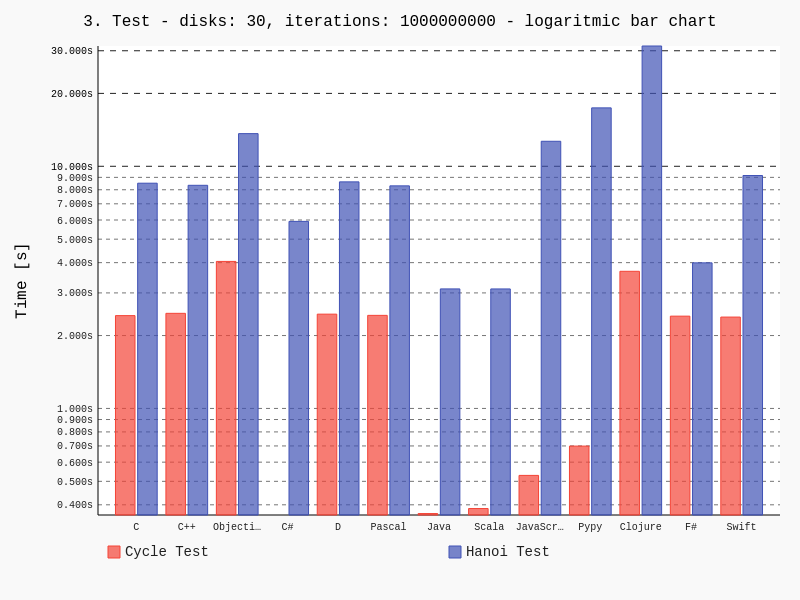 3. Test - disks: 30, iterations: 1000000000 - logaritmic bar chart
Time [s]
30.000s
20.000s
10.000s
9.000s
8.000s
7.000s
6.000s
5.000s
4.000s
3.000s
2.000s
1.000s
0.900s
0.800s
0.700s
0.600s
0.500s
0.400s
C C++ Objecti… C# D Pascal Java Scala JavaScr… Pypy Clojure F# Swift
Cycle Test Hanoi Test